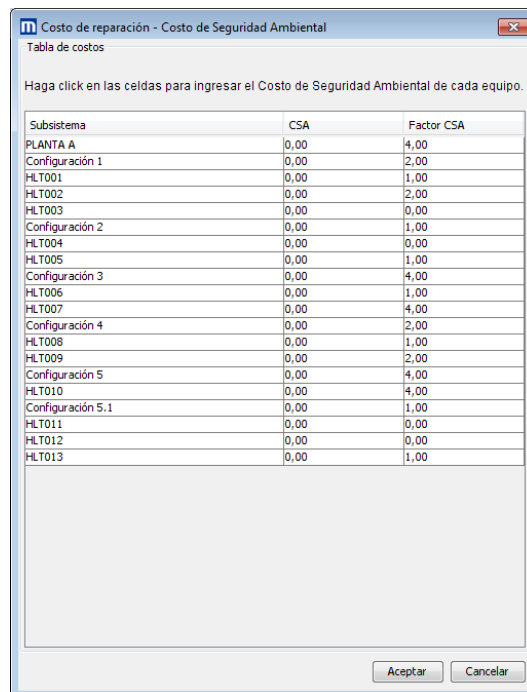 m Costo de reparación - Costo de Seguridad Ambiental
Tabla de costos
Haga click en las celdas para ingresar el Costo de Seguridad Ambiental de cada equipo.
Subsistema CSA Factor CSA
PLANTA A 0,00 4,00
Configuración 1 0,00 2,00
HLT001 0,00 1,00
HLT002 0,00 2,00
HLT003 0,00 0,00
Configuración 2 0,00 1,00
HLT004 0,00 0,00
HLT005 0,00 1,00
Configuración 3 0,00 4,00
HLT006 0,00 1,00
HLT007 0,00 4,00
Configuración 4 0,00 2,00
HLT008 0,00 1,00
HLT009 0,00 2,00
Configuración 5 0,00 4,00
HLT010 0,00 4,00
Configuración 5.1 0,00 1,00
HLT011 0,00 0,00
HLT012 0,00 0,00
HLT013 0,00 1,00
Aceptar Cancelar